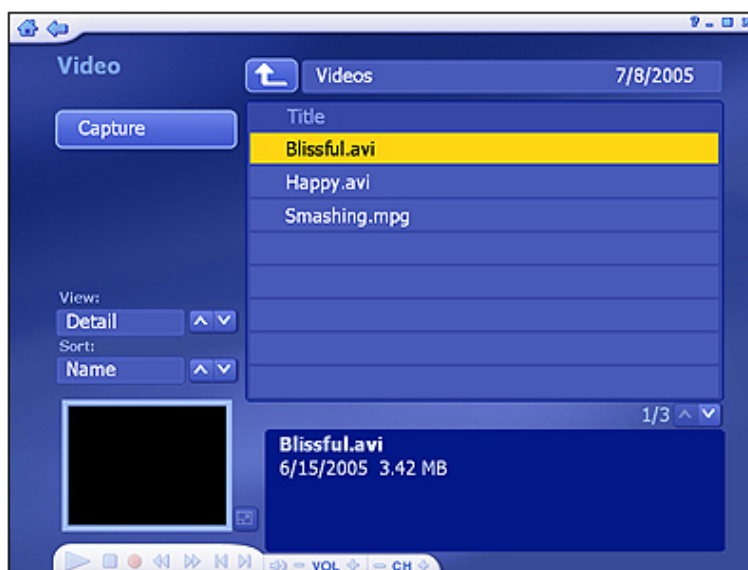 Video
Videos 7/8/2005
Capture
Title
Blissful.avi
Happy.avi
Smashing.mpg
View:
Detail
Sort:
Name
1/3
Blissful.avi
6/15/2005 3.42 MB
VOL
CH